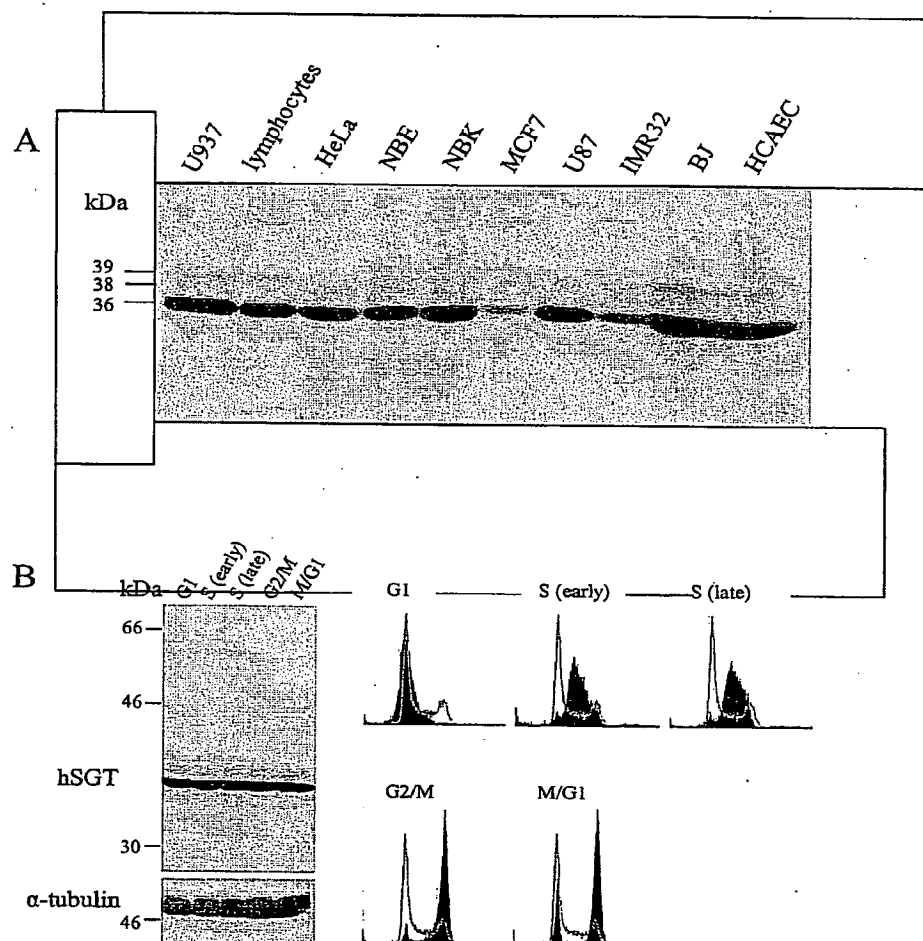 A
U937 lymphocytes HeLa NBE NBK MCF7 U87 IMR32 BJ HCAEC
kDa
39
38
36
B
kDa G1 S (early) S (late) G2/M M/G1
G1 S (early) S (late)
66
46
hSGT
G2/M M/G1
30
α-tubulin
46